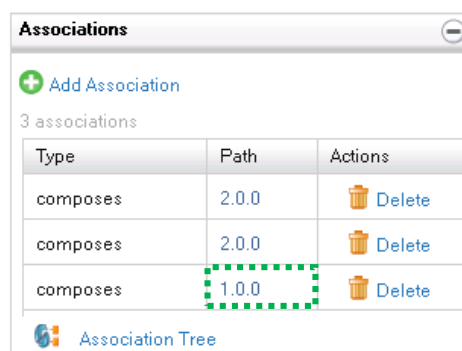 Associations
Add Association
3 associations
Type Path Actions
composes 2.0.0 Delete
composes 2.0.0 Delete
composes 1.0.0 Delete
Association Tree